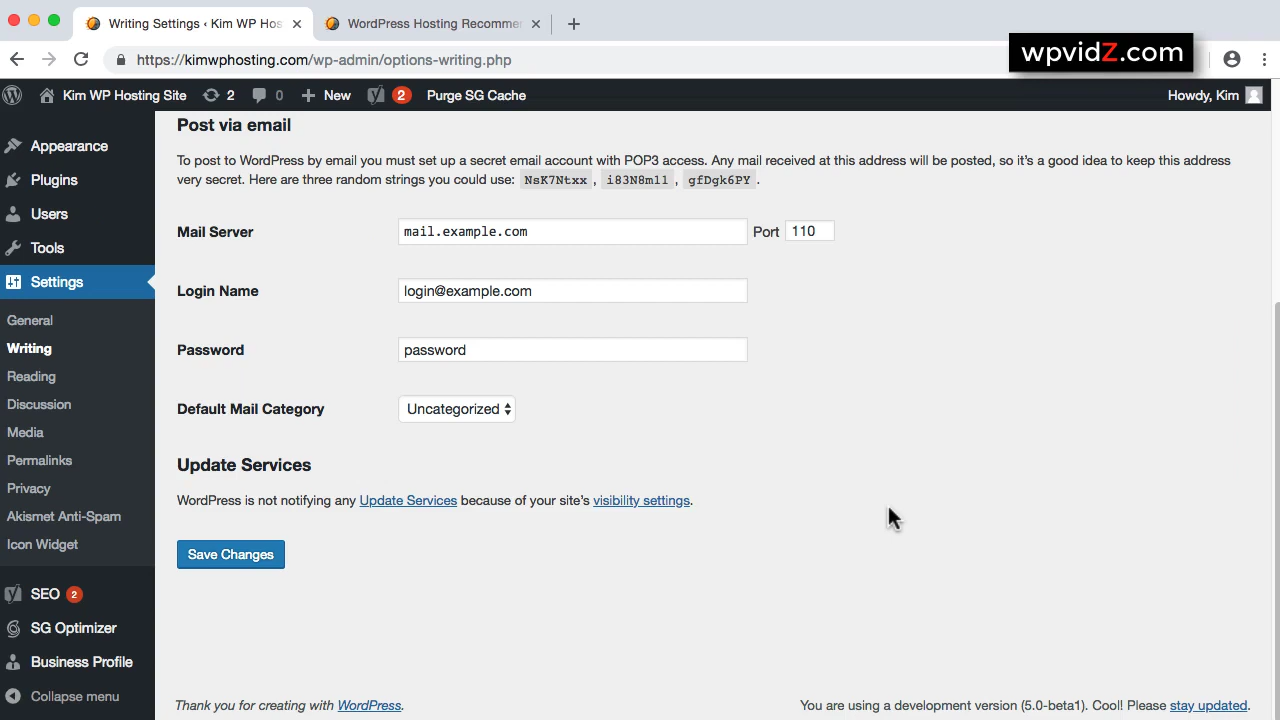 Writing Settings ‹ Kim WP Hos
WordPress Hosting Recommer
https://kimwphosting.com/wp-admin/options-writing.php
wpvidZ.com
Kim WP Hosting Site 2 0 New 2 Purge SG Cache Howdy, Kim
Appearance
Plugins
Users
Tools
Settings
General
Writing
Reading
Discussion
Media
Permalinks
Privacy
Akismet Anti-Spam
Icon Widget
SEO 2
SG Optimizer
Business Profile
Collapse menu
Post via email
To post to WordPress by email you must set up a secret email account with POP3 access. Any mail received at this address will be posted, so it's a good idea to keep this address
very secret. Here are three random strings you could use: NsK7Ntxx , i83N8m11 , gfDgk6PY .
Mail Server mail.example.com Port 110
Login Name login@example.com
Password password
Default Mail Category Uncategorized
Update Services
WordPress is not notifying any Update Services because of your site's visibility settings.
Save Changes
Thank you for creating with WordPress.
You are using a development version (5.0-beta1). Cool! Please stay updated.